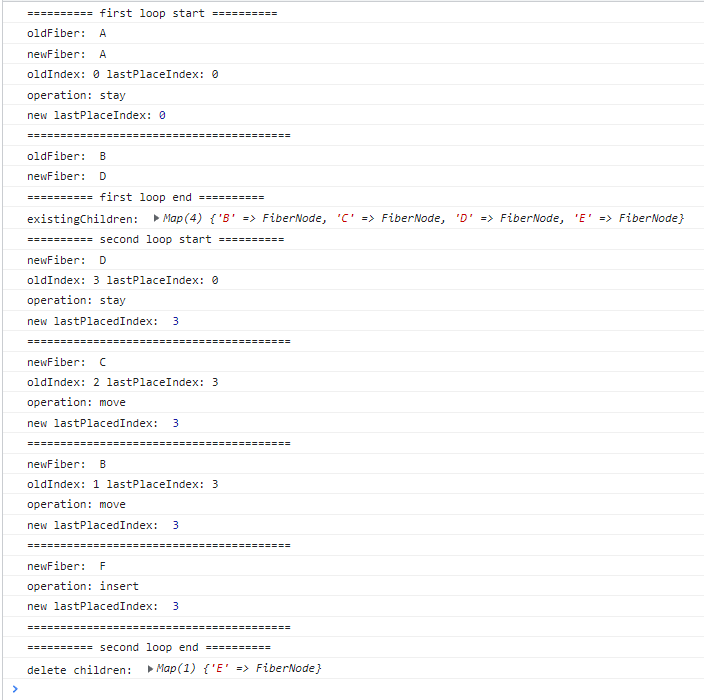 ========== first loop start ==========
oldFiber:  A
newFiber:  A
oldIndex: 0 lastPlaceIndex: 0
operation: stay
new lastPlaceIndex: 0
========================================
oldFiber:  B
newFiber:  D
========== first loop end ==========
existingChildren:  ▶Map(4) {'B' => FiberNode, 'C' => FiberNode, 'D' => FiberNode, 'E' => FiberNode}
========== second loop start ==========
newFiber:  D
oldIndex: 3 lastPlaceIndex: 0
operation: stay
new lastPlacedIndex:  3
========================================
newFiber:  C
oldIndex: 2 lastPlaceIndex: 3
operation: move
new lastPlacedIndex:  3
========================================
newFiber:  B
oldIndex: 1 lastPlaceIndex: 3
operation: move
new lastPlacedIndex:  3
========================================
newFiber:  F
operation: insert
new lastPlacedIndex:  3
========================================
========== second loop end ==========
delete children:  ▶Map(1) {'E' => FiberNode}
>